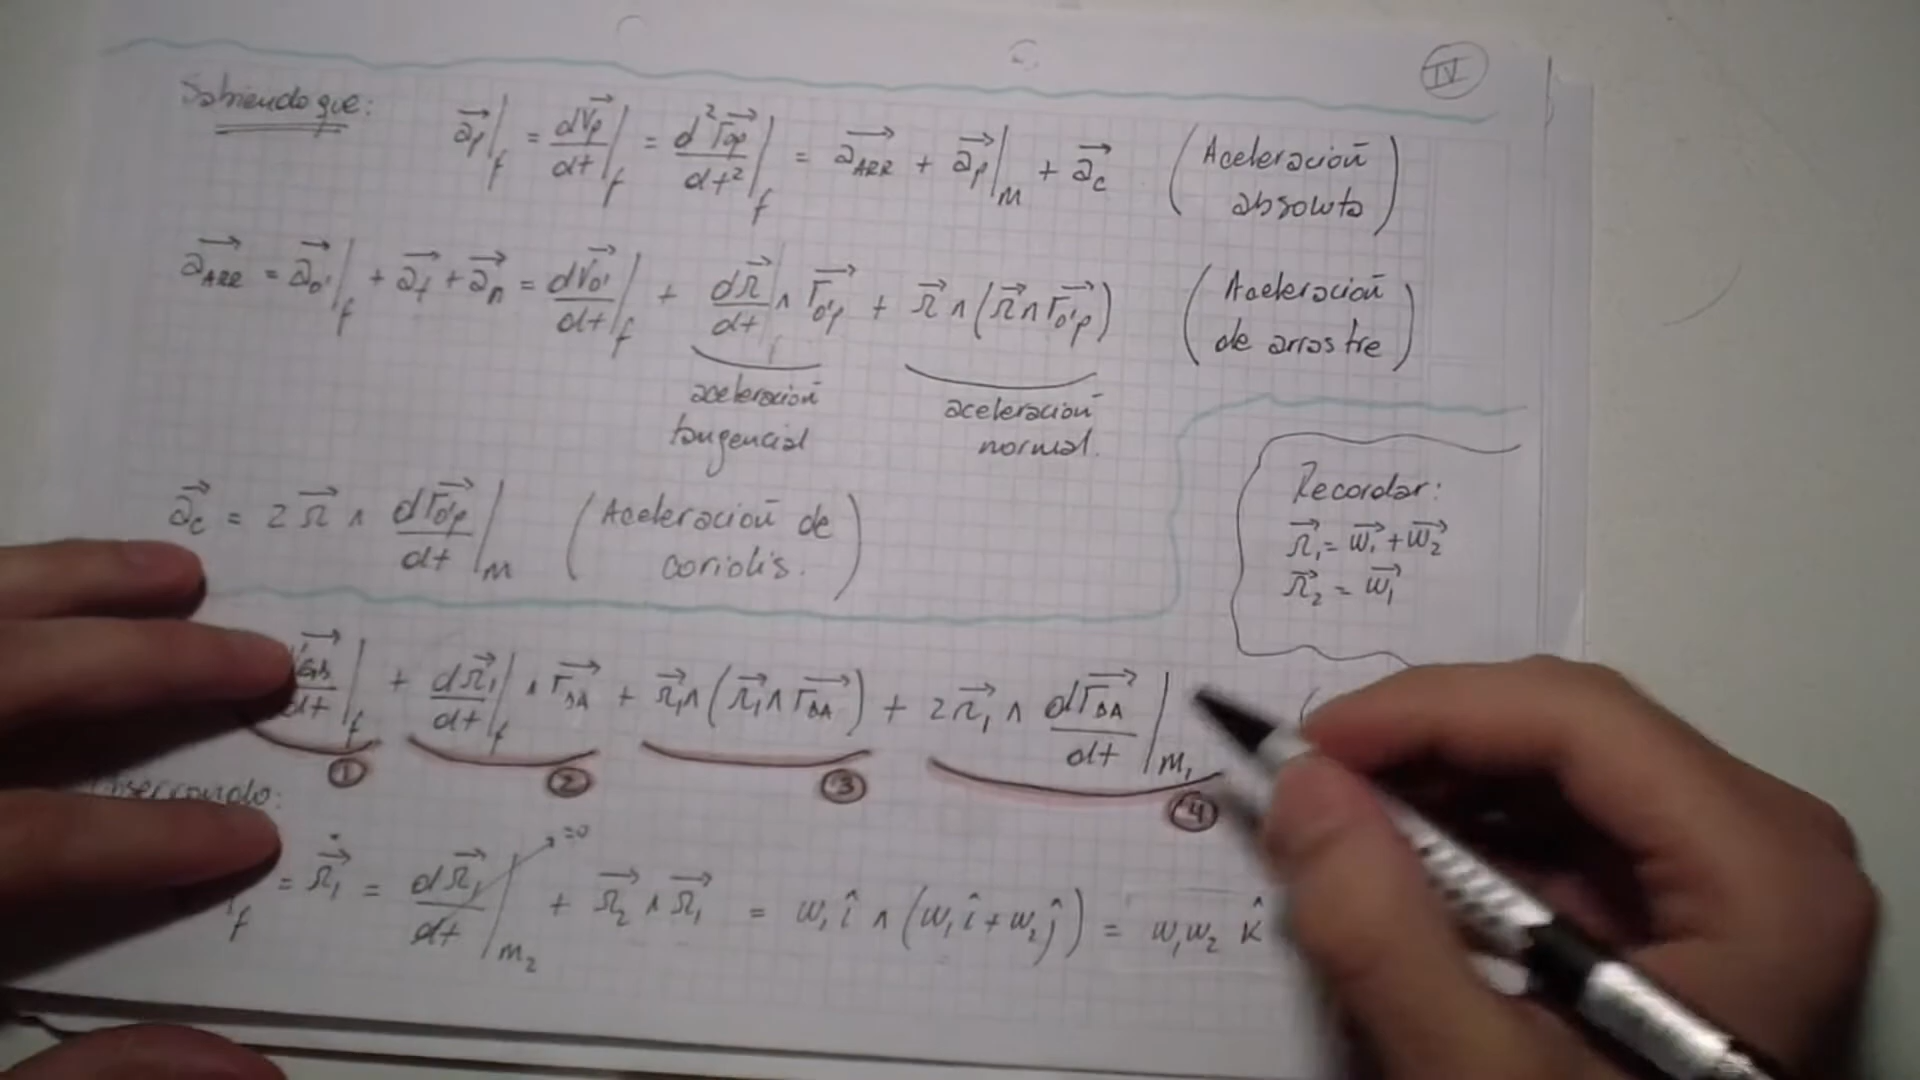 IV
Sabiendo que: a⃗p|f = dv⃗p/dt|f = d²r⃗op/dt²|f = a⃗ARR + a⃗p|M + a⃗c (Aceleración absoluta)
a⃗ARR = a⃗o'|f + a⃗t + a⃗n = dv⃗o'/dt|f + dΩ⃗/dt|f ∧ r⃗o'p + Ω⃗ ∧ (Ω⃗ ∧ r⃗o'p) (Aceleración de arrastre)
aceleración tangencial
aceleración normal.
a⃗c = 2Ω⃗ ∧ dr⃗o'p/dt|M (Aceleración de coriolis.)
Recordar:
Ω⃗1 = w⃗1 + w⃗2
Ω⃗2 = w⃗1
dt|f + dΩ⃗1/dt|f ∧ r⃗BA + Ω⃗1 ∧ (Ω⃗1 ∧ r⃗BA) + 2Ω⃗1 ∧ dr⃗BA/dt|M1
① ② ③ ④
f = Ω⃗̇1 = dΩ⃗1/dt|M2 =0 + Ω⃗2 ∧ Ω⃗1 = w1 î ∧ (w1 î + w2 ĵ) = w1w2 k̂